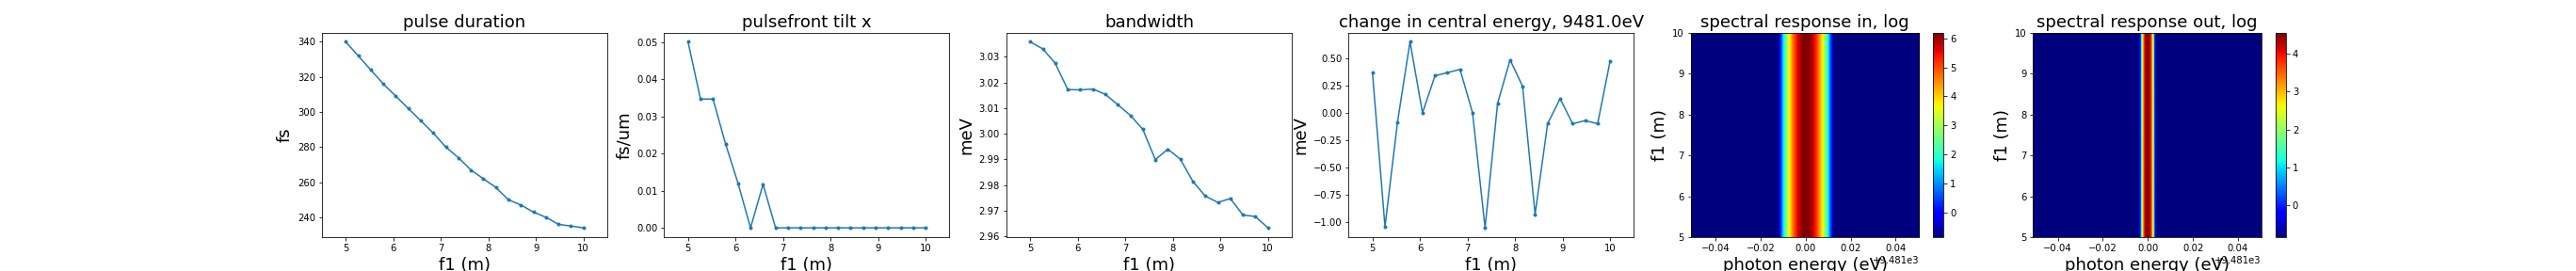 pulse duration
340
320
300
280
260
240
fs
5 6 7 8 9 10
f1 (m)
pulsefront tilt x
0.05
0.04
0.03
0.02
0.01
0.00
fs/um
5 6 7 8 9 10
f1 (m)
bandwidth
3.03
3.02
3.01
3.00
2.99
2.98
2.97
2.96
meV
5 6 7 8 9 10
f1 (m)
change in central energy, 9481.0eV
0.50
0.25
0.00
−0.25
−0.50
−0.75
−1.00
meV
5 6 7 8 9 10
f1 (m)
spectral response in, log
10
9
8
7
6
5
f1 (m)
−0.04 −0.02 0.00 0.02 0.04
photon energy (eV)
6
5
4
3
2
1
0
spectral response out, log
10
9
8
7
6
5
f1 (m)
−0.04 −0.02 0.00 0.02 0.04
photon energy (eV)
4
3
2
1
0